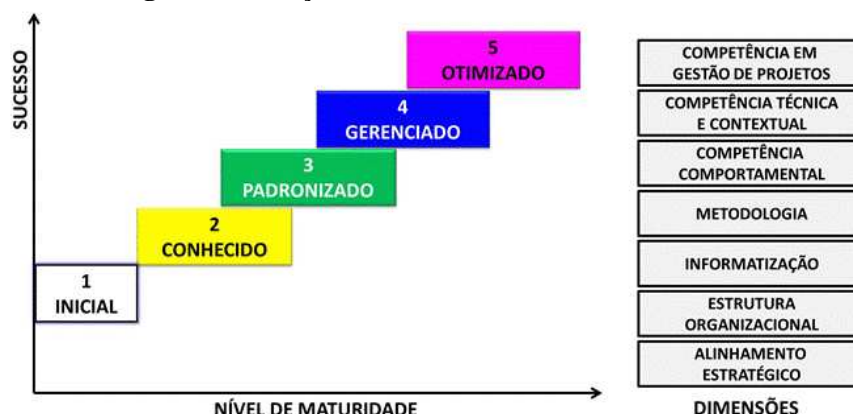 SUCESSO
5
OTIMIZADO
4
GERENCIADO
3
PADRONIZADO
2
CONHECIDO
1
INICIAL
NÍVEL DE MATURIDADE
COMPETÊNCIA EM
GESTÃO DE PROJETOS
COMPETÊNCIA TÉCNICA
E CONTEXTUAL
COMPETÊNCIA
COMPORTAMENTAL
METODOLOGIA
INFORMATIZAÇÃO
ESTRUTURA
ORGANIZACIONAL
ALINHAMENTO
ESTRATÉGICO
DIMENSÕES